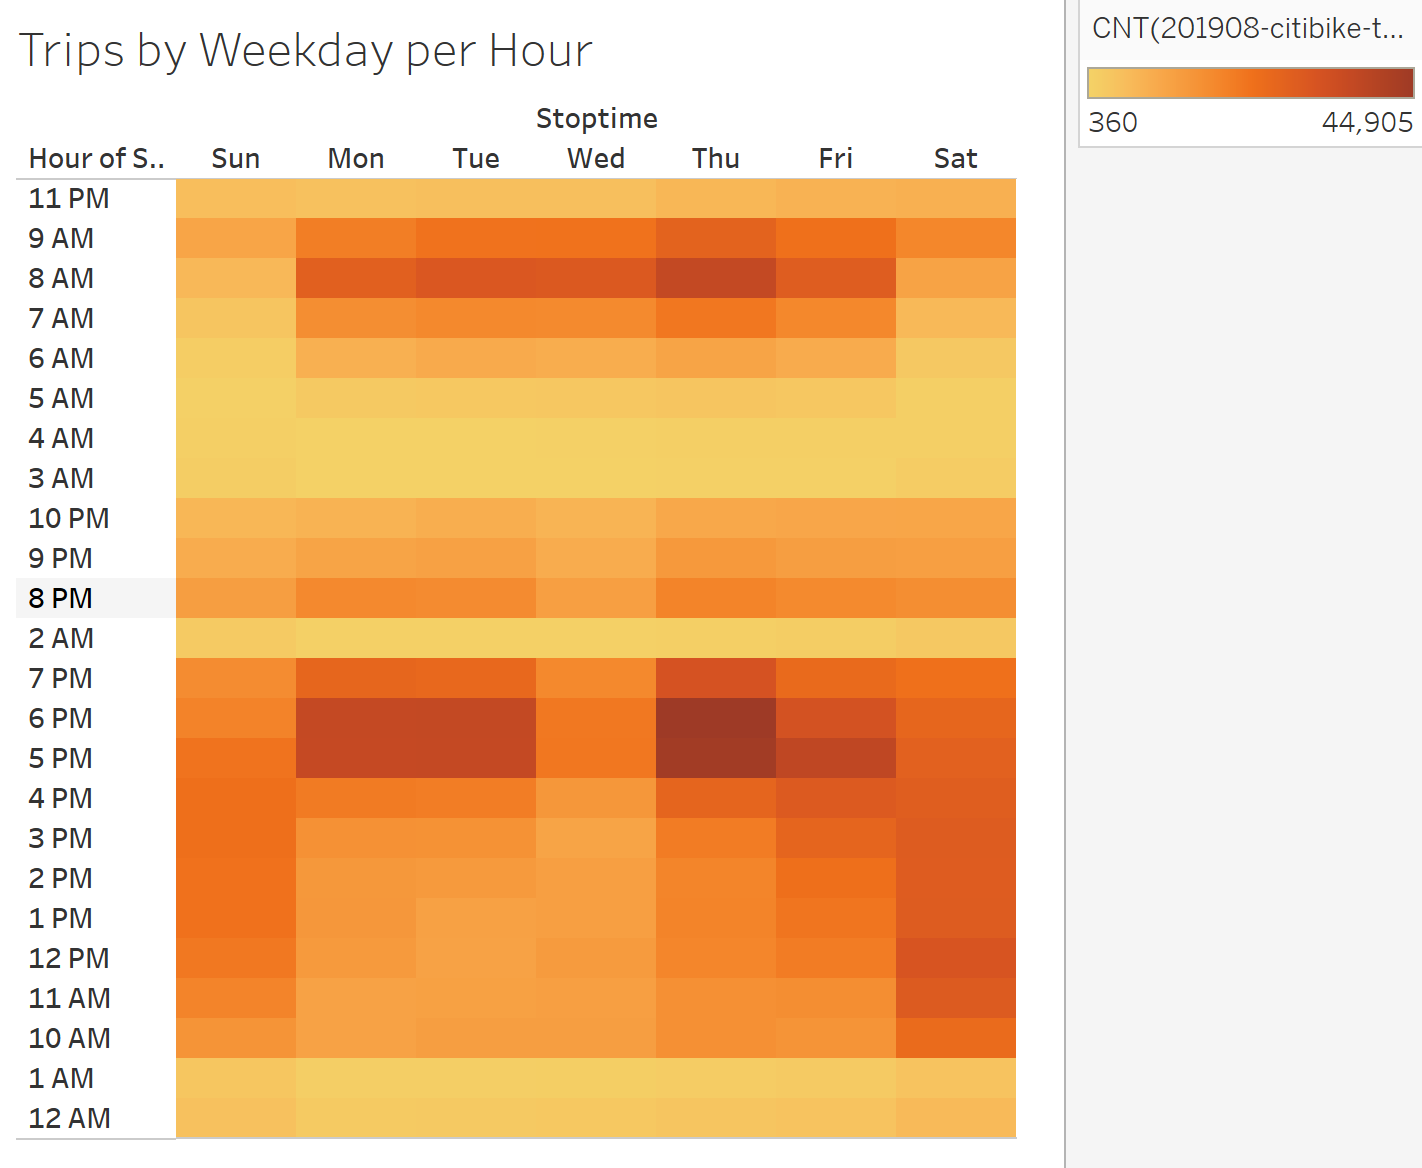 Trips by Weekday per Hour
CNT(201908-citibike-t...
360 44,905
Stoptime
Hour of S.. Sun Mon Tue Wed Thu Fri Sat
11 PM
9 AM
8 AM
7 AM
6 AM
5 AM
4 AM
3 AM
10 PM
9 PM
8 PM
2 AM
7 PM
6 PM
5 PM
4 PM
3 PM
2 PM
1 PM
12 PM
11 AM
10 AM
1 AM
12 AM